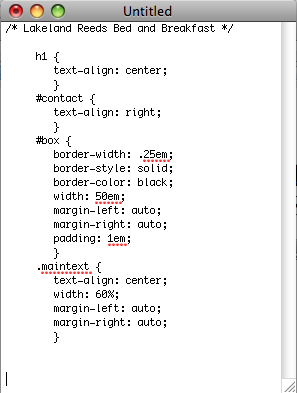 Untitled
/* Lakeland Reeds Bed and Breakfast */
h1 {
text-align: center;
}
#contact {
text-align: right;
}
#box {
border-width: .25em;
border-style: solid;
border-color: black;
width: 50em;
margin-left: auto;
margin-right: auto;
padding: 1em;
}
.maintext {
text-align: center;
width: 60%;
margin-left: auto;
margin-right: auto;
}